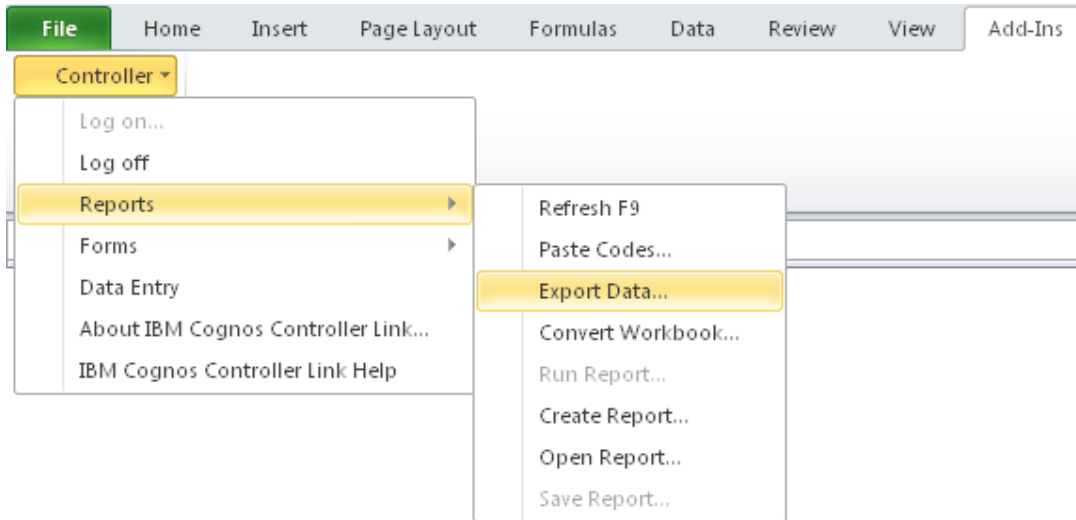 File Home Insert Page Layout Formulas Data Review View Add-Ins
Controller
Log on...
Log off
Reports
Forms
Data Entry
About IBM Cognos Controller Link...
IBM Cognos Controller Link Help
Refresh F9
Paste Codes...
Export Data...
Convert Workbook...
Run Report...
Create Report...
Open Report...
Save Report...